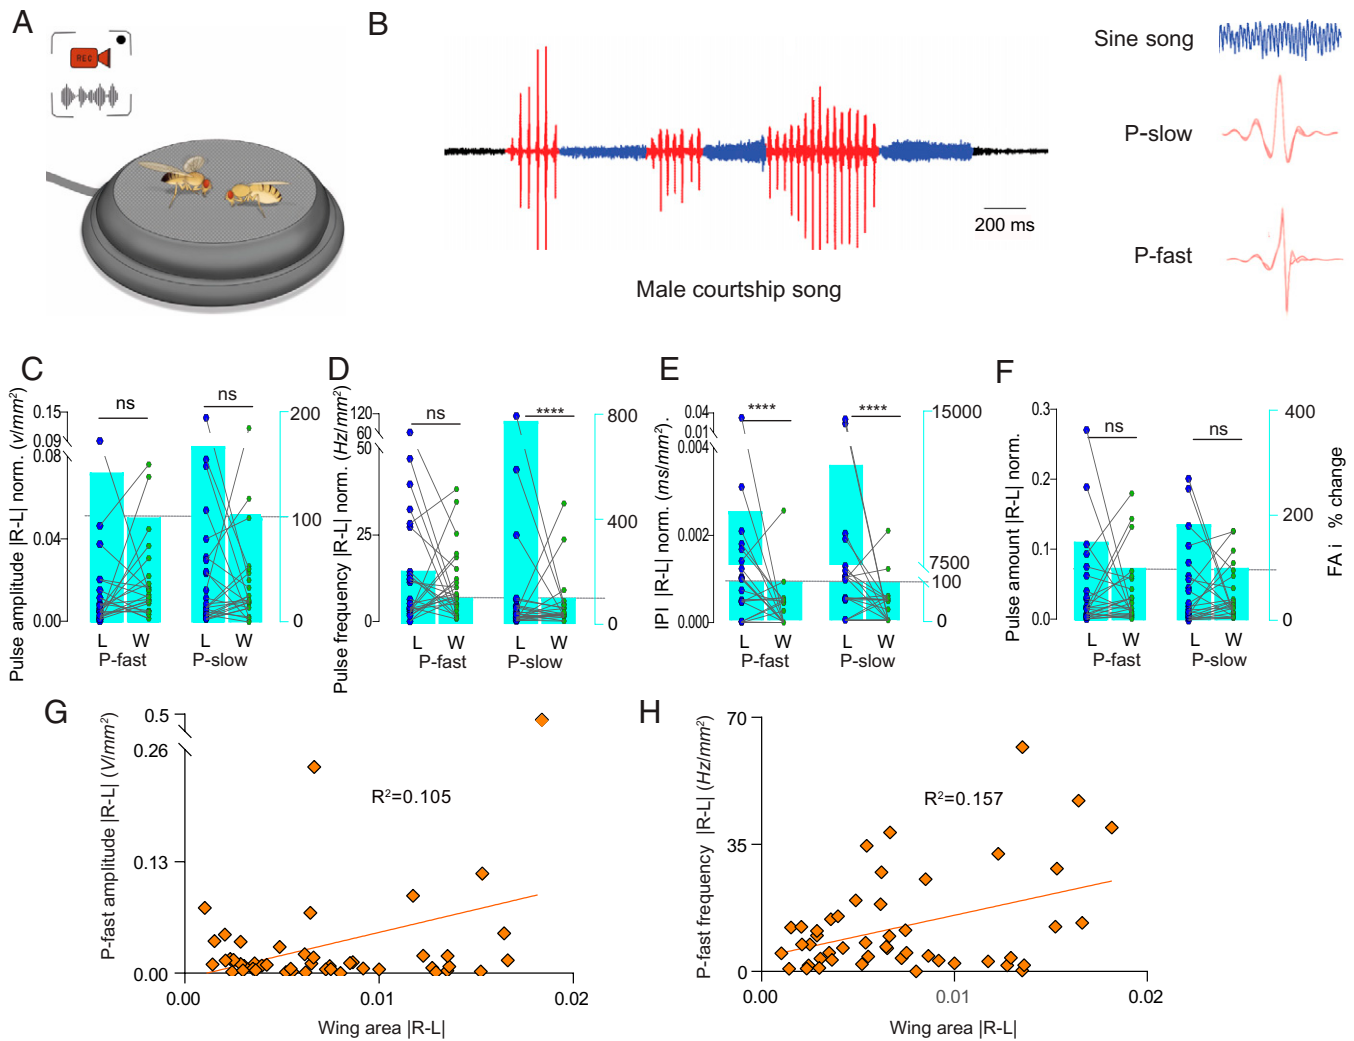 A
REC
B
Sine song
P-slow
P-fast
200 ms
Male courtship song
C
Pulse amplitude |R-L| norm. (v/mm²)
0.15
0.09
0.08
0.04
0.00
ns
ns
200
100
0
L W L W
P-fast P-slow
D
Pulse frequency |R-L| norm. (Hz/mm²)
120
60
50
25
0
ns
****
800
400
0
L W L W
P-fast P-slow
E
IPI |R-L| norm. (ms/mm²).
0.04
0.01
0.004
0.002
0.000
****
****
15000
7500
100
0
L W L W
P-fast P-slow
F
Pulse amount |R-L| norm.
0.3
0.2
0.1
0.0
ns
ns
400
200
0
FA i % change
L W L W
P-fast P-slow
G
P-fast amplitude |R-L| (V/mm²)
0.5
0.26
0.13
0.00
R²=0.105
0.00 0.01 0.02
Wing area |R-L|
H
P-fast frequency |R-L| (Hz/mm²)
70
35
0
R²=0.157
0.00 0.01 0.02
Wing area |R-L|